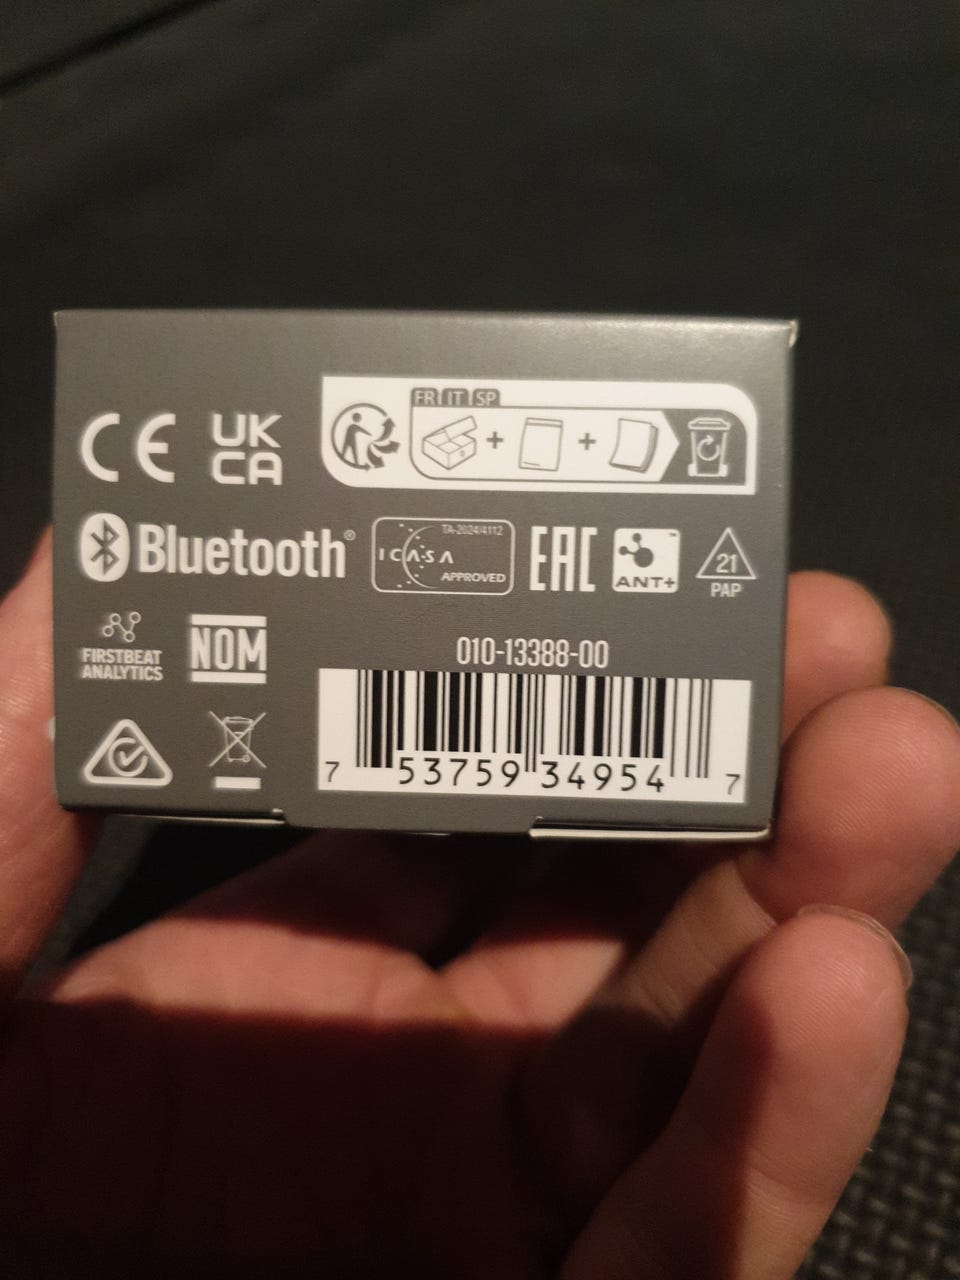 FR IT SP
CE
UK
CA
Bluetooth®
TA-2024/4112
ICASA
APPROVED
EAC
ANT+
21
PAP
FIRSTBEAT
ANALYTICS
NOM
010-13388-00
7 53759 34954 7